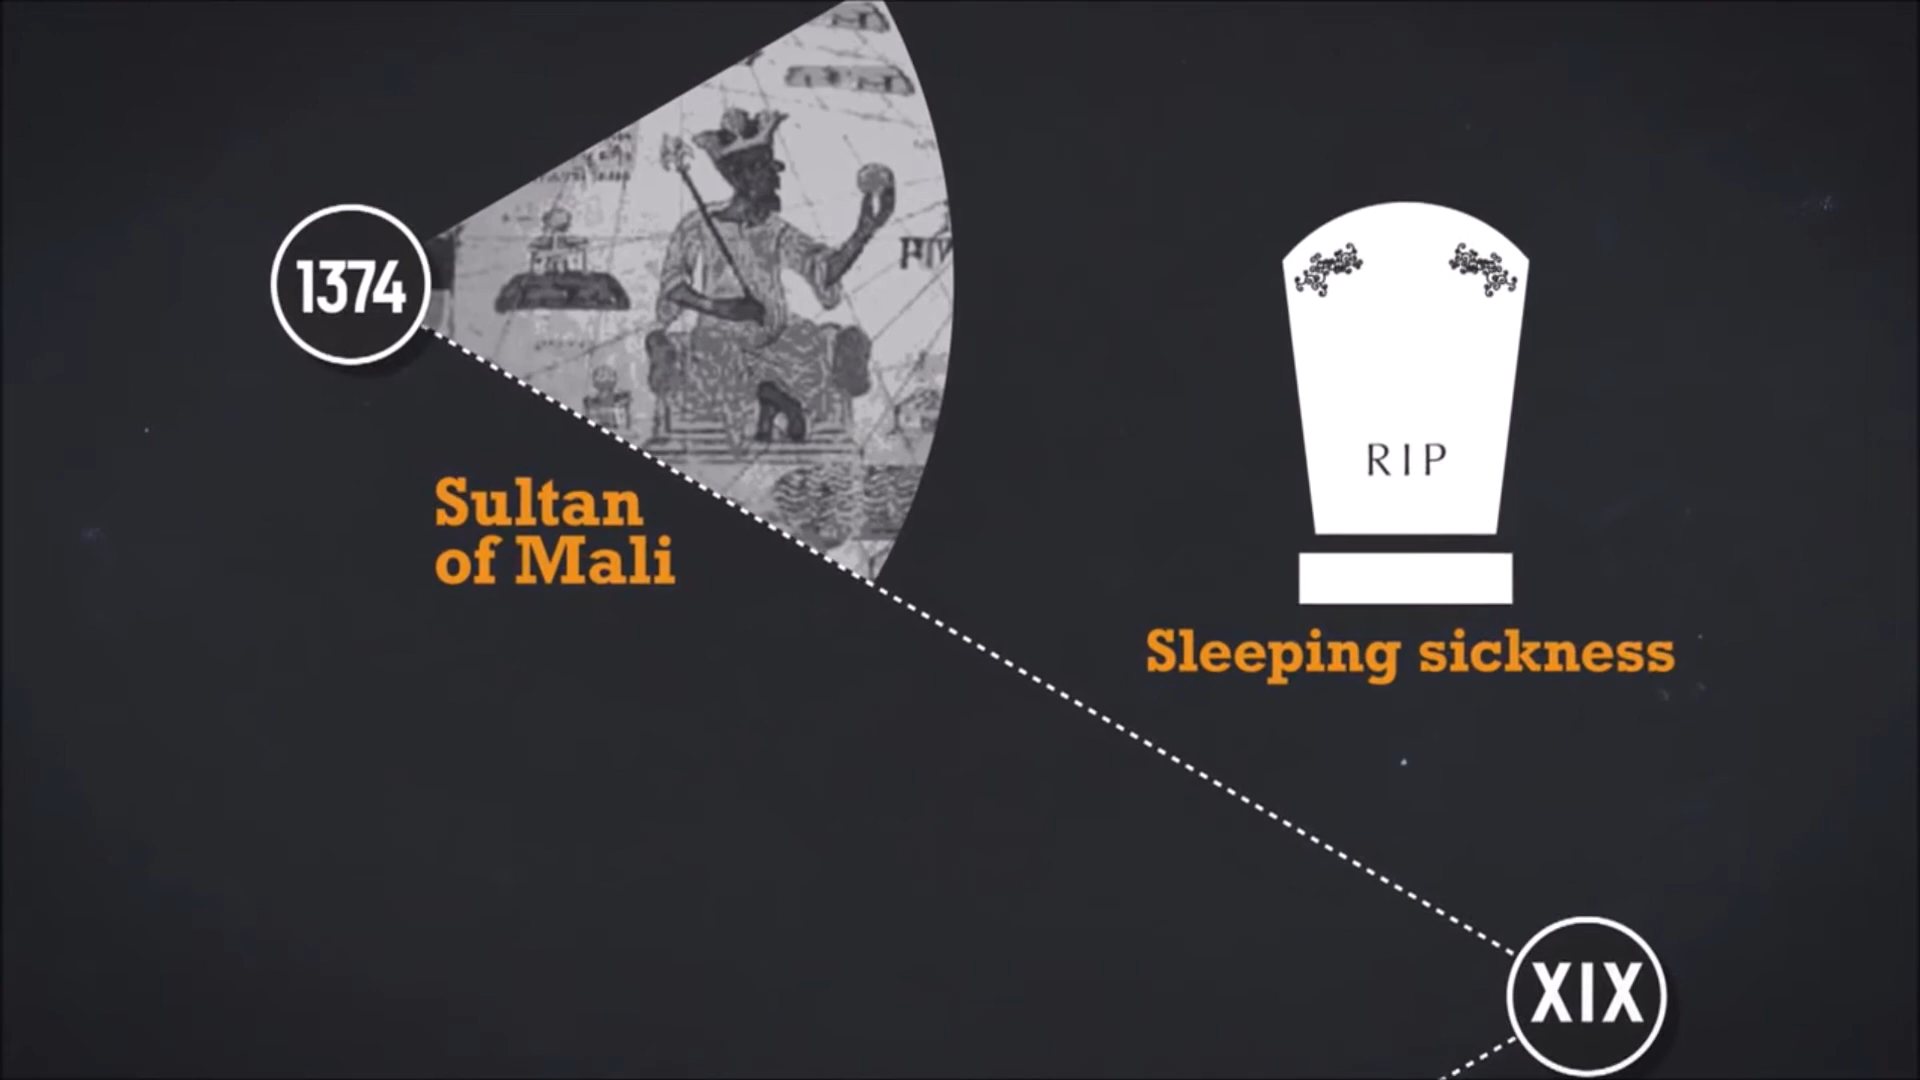 1374
Sultan
of Mali
RIP
Sleeping sickness
XIX